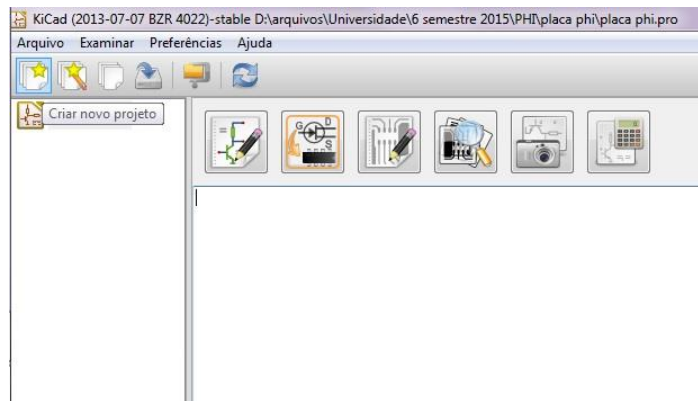 KiCad (2013-07-07 BZR 4022)-stable D:\arquivos\Universidade\6 semestre 2015\PHI\placa phi\placa phi.pro
Arquivo Examinar Preferências Ajuda
Criar novo projeto
G D
S